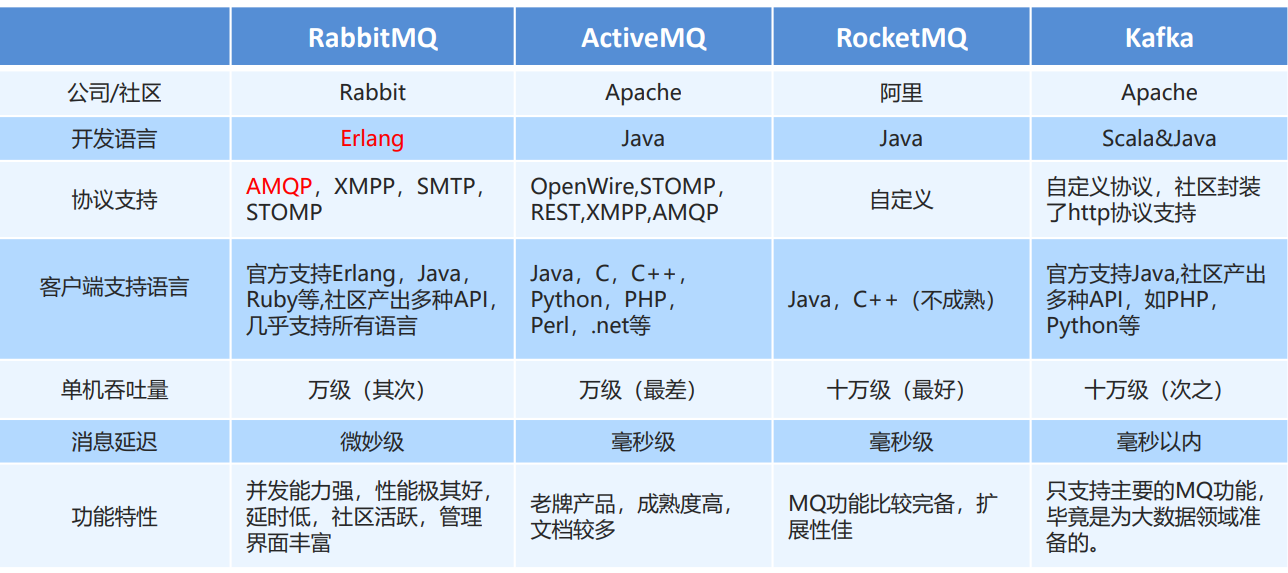 RabbitMQ ActiveMQ RocketMQ Kafka
公司/社区 Rabbit Apache 阿里 Apache
开发语言 Erlang Java Java Scala&Java
协议支持
AMQP，XMPP，SMTP，
STOMP
OpenWire,STOMP，
REST,XMPP,AMQP
自定义
自定义协议，社区封装
了http协议支持
客户端支持语言
官方支持Erlang，Java，
Ruby等,社区产出多种API，
几乎支持所有语言
Java，C，C++，
Python，PHP，
Perl，.net等
Java，C++（不成熟）
官方支持Java,社区产出
多种API，如PHP，
Python等
单机吞吐量 万级（其次） 万级（最差） 十万级（最好） 十万级（次之）
消息延迟 微妙级 毫秒级 毫秒级 毫秒以内
功能特性
并发能力强，性能极其好，
延时低，社区活跃，管理
界面丰富
老牌产品，成熟度高，
文档较多
MQ功能比较完备，扩
展性佳
只支持主要的MQ功能，
毕竟是为大数据领域准
备的。